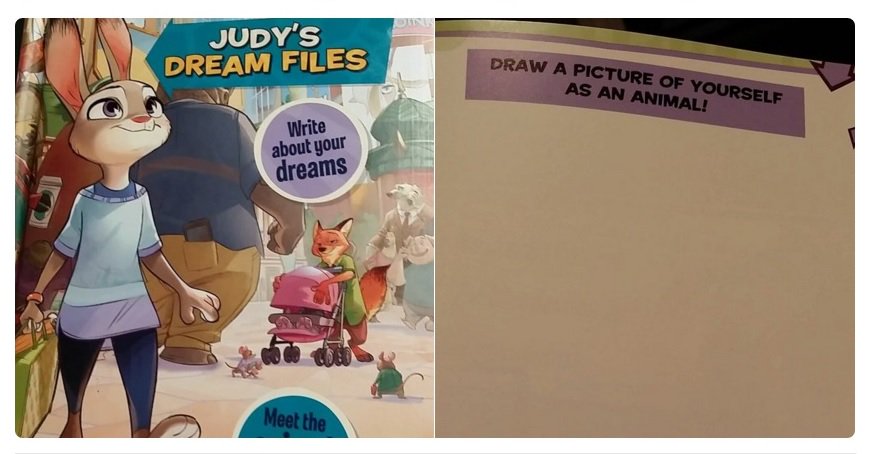 JUDY'S
DREAM FILES
Write
about your
dreams
Meet the
DRAW A PICTURE OF YOURSELF
AS AN ANIMAL!